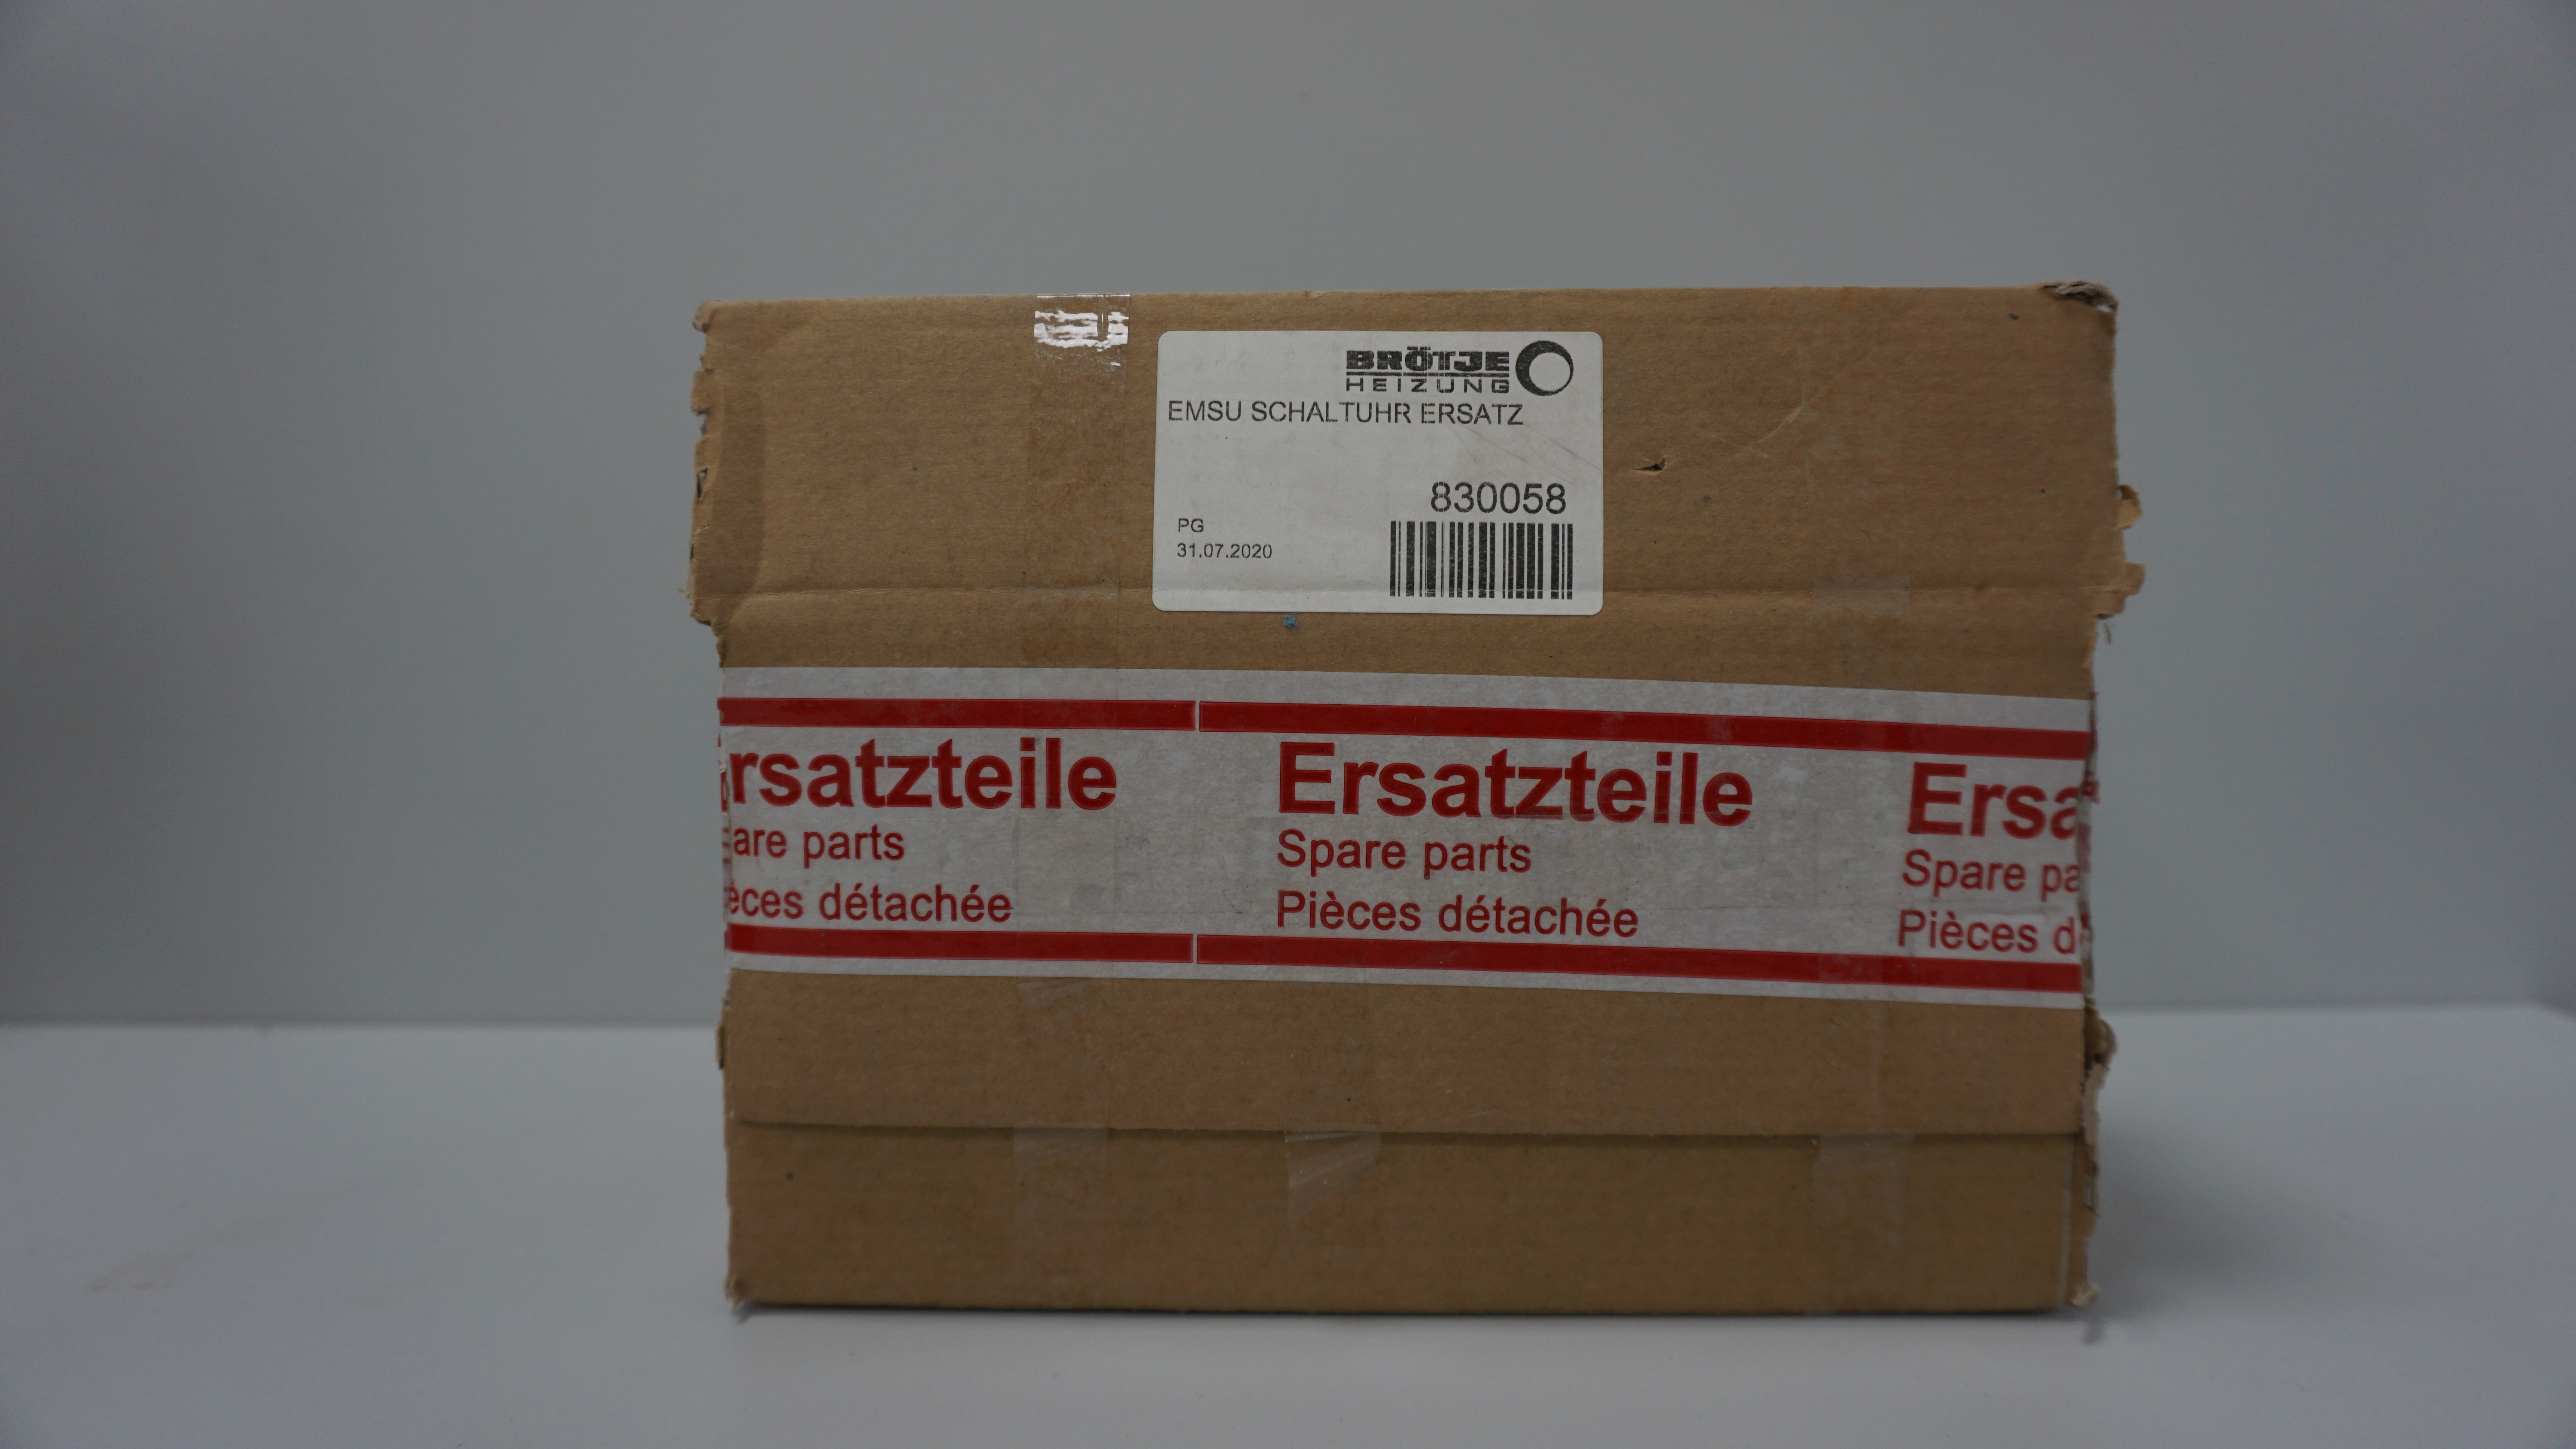 BRÖTJE
HEIZUNG
EMSU SCHALTUHR ERSATZ
830058
PG
31.07.2020
rsatzteile
are parts
èces détachée
Ersatzteile
Spare parts
Pièces détachée
Ersa
Spare pa
Pièces d